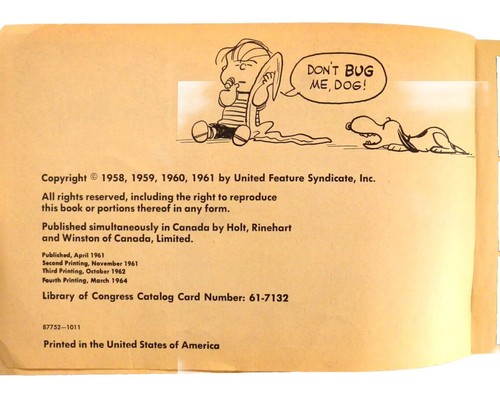 DON'T BUG
ME, DOG!
Copyright © 1958, 1959, 1960, 1961 by United Feature Syndicate, Inc.
All rights reserved, including the right to reproduce
this book or portions thereof in any form.
Published simultaneously in Canada by Holt, Rinehart
and Winston of Canada, Limited.
Published, April 1961
Second Printing, November 1961
Third Printing, October 1962
Fourth Printing, March 1964
Library of Congress Catalog Card Number: 61-7132
87752—1011
Printed in the United States of America